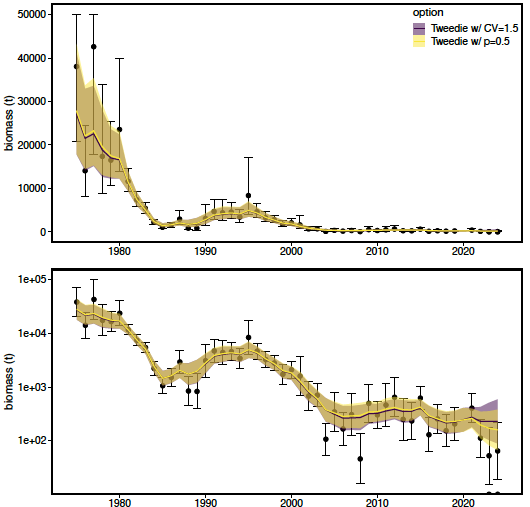 option
Tweedie w/ CV=1.5
Tweedie w/ p=0.5
biomass (t)
50000
40000
30000
20000
10000
0
1980
1990
2000
2010
2020
biomass (t)
1e+05
1e+04
1e+03
1e+02
1980
1990
2000
2010
2020